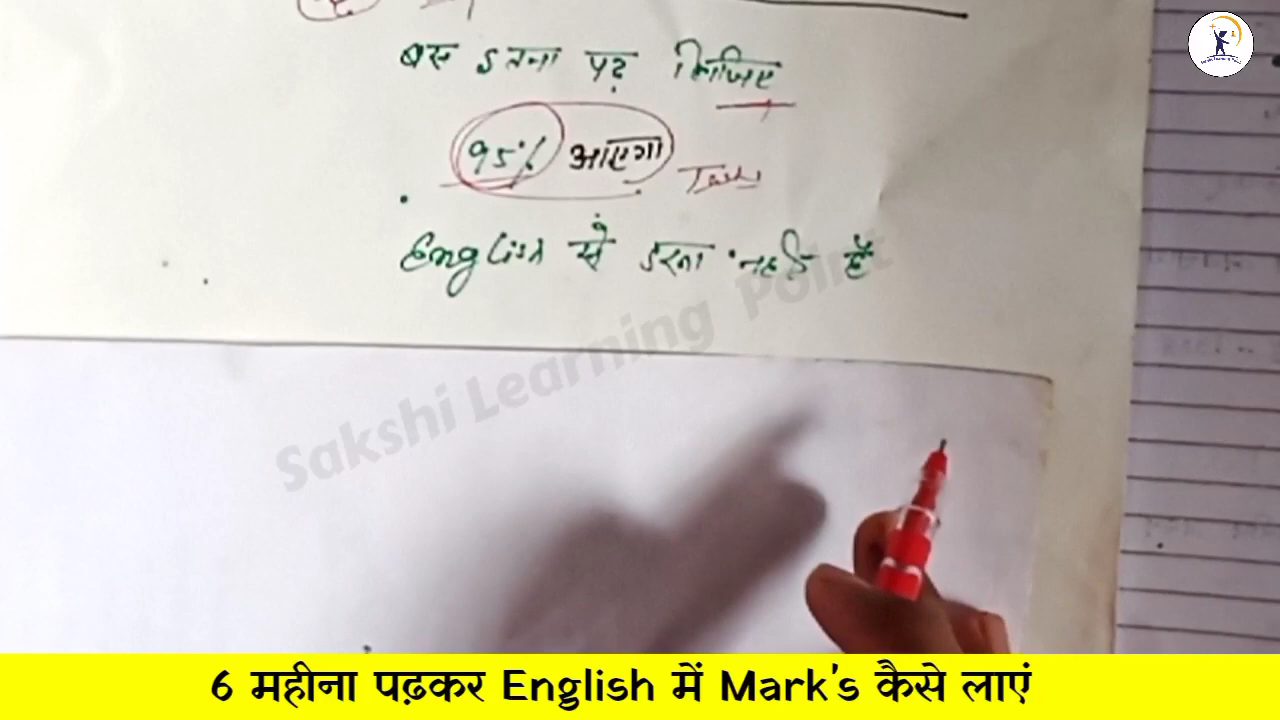 बस इतना पढ़ लिजिए
95% आएगा
English से डरना नहीं है
Sakshi Learning Point
6 महीना पढ़कर English में Mark's कैसे लाएं